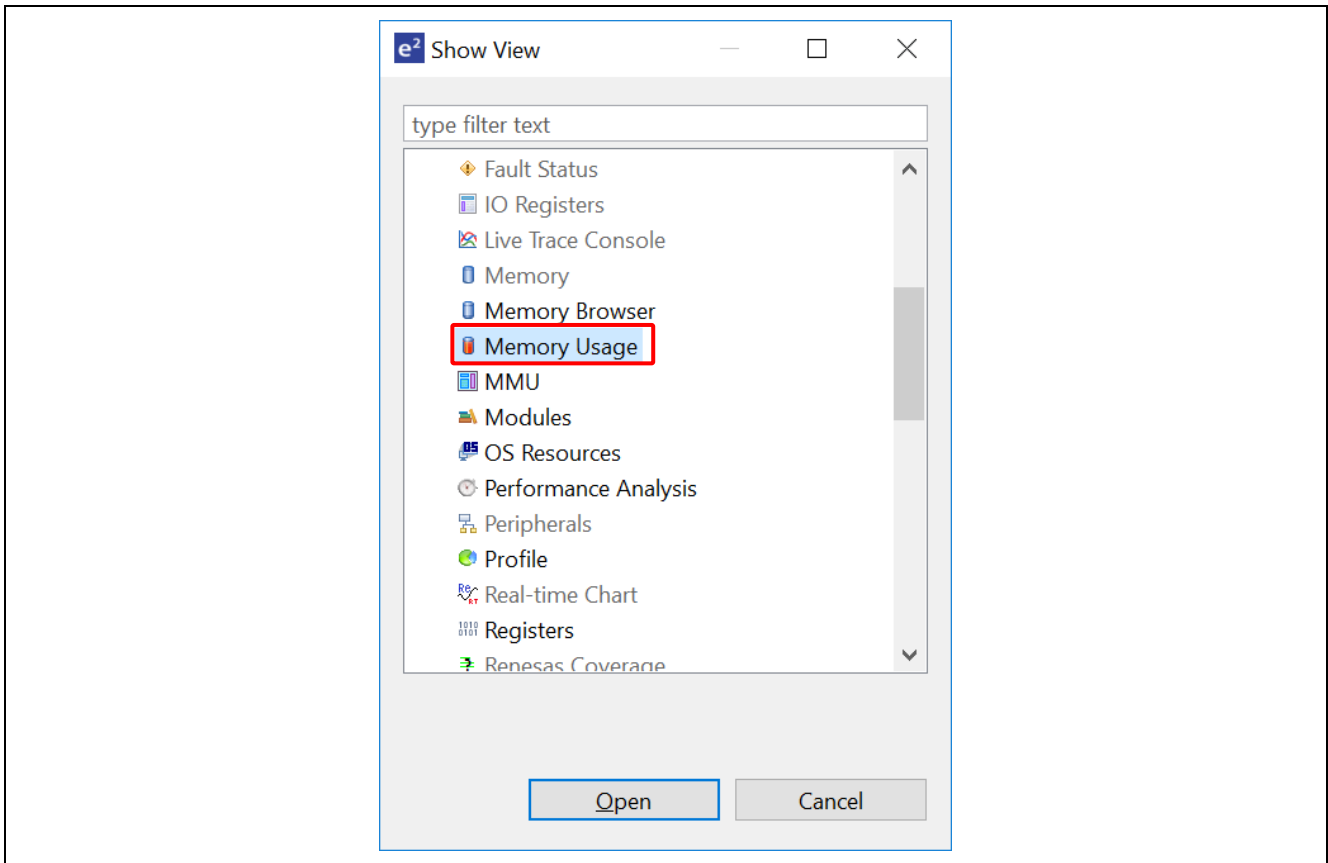 e² Show View
type filter text
Fault Status
IO Registers
Live Trace Console
Memory
Memory Browser
Memory Usage
MMU
Modules
OS Resources
Performance Analysis
Peripherals
Profile
Real-time Chart
Registers
Renesas Coverage
Open Cancel